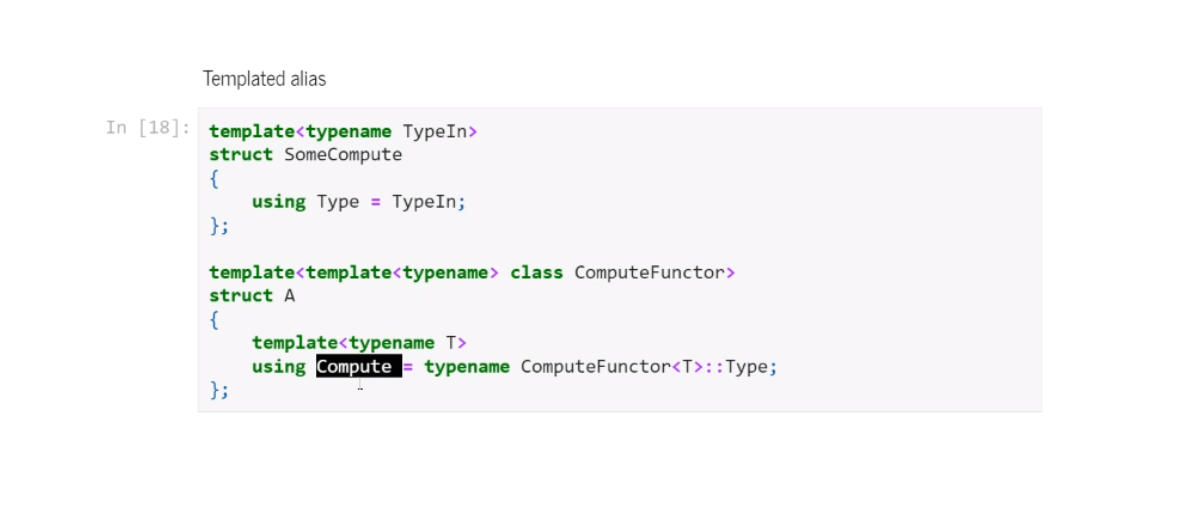 Templated alias
In [18]:
template<typename TypeIn>
struct SomeCompute
{
    using Type = TypeIn;
};
template<template<typename> class ComputeFunctor>
struct A
{
    template<typename T>
    using Compute = typename ComputeFunctor<T>::Type;
};